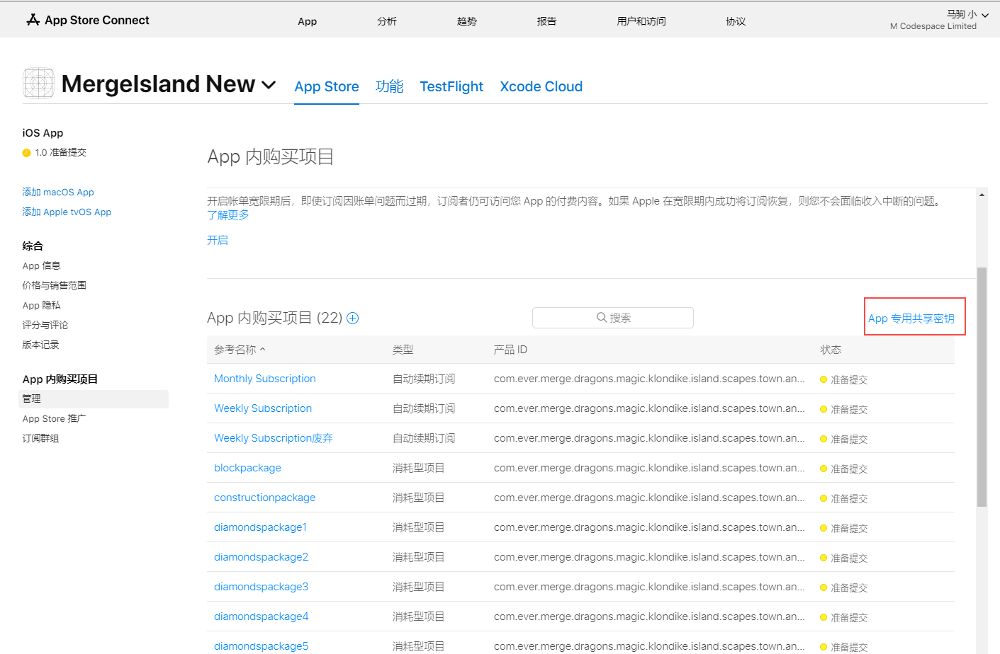 App Store Connect
App 分析 趋势 报告 用户和访问 协议
马驹 小
M Codespace Limited
MergeIsland New
App Store 功能 TestFlight Xcode Cloud
iOS App
1.0 准备提交
添加 macOS App
添加 Apple tvOS App
综合
App 信息
价格与销售范围
App 隐私
评分与评论
版本记录
App 内购买项目
管理
App Store 推广
订阅群组
App 内购买项目
开启帐单宽限期后，即使订阅因账单问题而过期，订阅者仍可访问您 App 的付费内容。如果 Apple 在宽限期内成功将订阅恢复，则您不会面临收入中断的问题。
了解更多
开启
App 内购买项目 (22)
搜索
App 专用共享密钥
参考名称 类型 产品 ID 状态
Monthly Subscription 自动续期订阅 com.ever.merge.dragons.magic.klondike.island.scapes.town.an... 准备提交
Weekly Subscription 自动续期订阅 com.ever.merge.dragons.magic.klondike.island.scapes.town.an... 准备提交
Weekly Subscription废弃 自动续期订阅 com.ever.merge.dragons.magic.klondike.island.scapes.town.an... 准备提交
blockpackage 消耗型项目 com.ever.merge.dragons.magic.klondike.island.scapes.town.an... 准备提交
constructionpackage 消耗型项目 com.ever.merge.dragons.magic.klondike.island.scapes.town.an... 准备提交
diamondspackage1 消耗型项目 com.ever.merge.dragons.magic.klondike.island.scapes.town.an... 准备提交
diamondspackage2 消耗型项目 com.ever.merge.dragons.magic.klondike.island.scapes.town.an... 准备提交
diamondspackage3 消耗型项目 com.ever.merge.dragons.magic.klondike.island.scapes.town.an... 准备提交
diamondspackage4 消耗型项目 com.ever.merge.dragons.magic.klondike.island.scapes.town.an... 准备提交
diamondspackage5 消耗型项目 com.ever.merge.dragons.magic.klondike.island.scapes.town.an... 准备提交